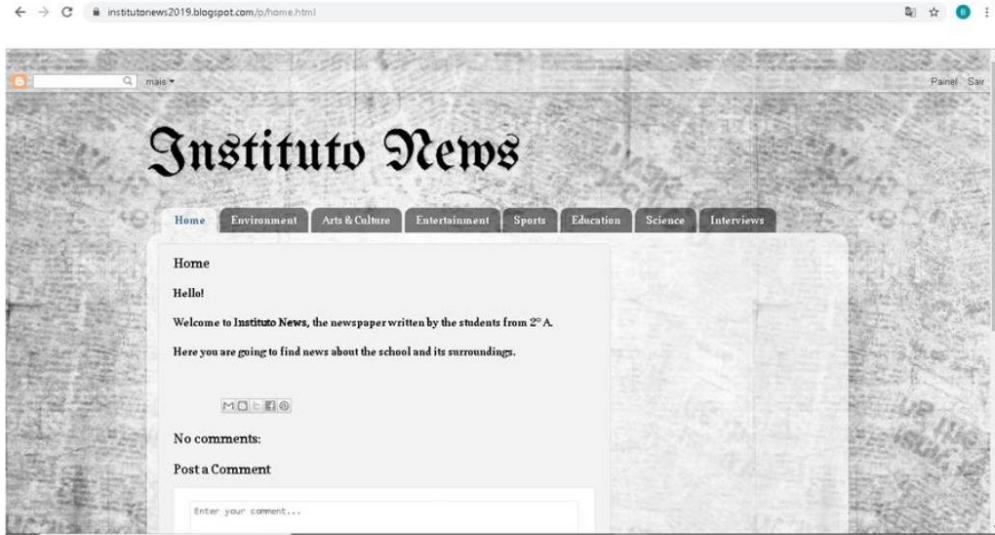 institutonews2019.blogspot.com/p/home.html
mais
Painel Sair
Instituto News
Home Environment Arts & Culture Entertainment Sports Education Science Interviews
Home
Hello!
Welcome to Instituto News, the newspaper written by the students from 2º A.
Here you are going to find news about the school and its surroundings.
No comments:
Post a Comment
Enter your comment...